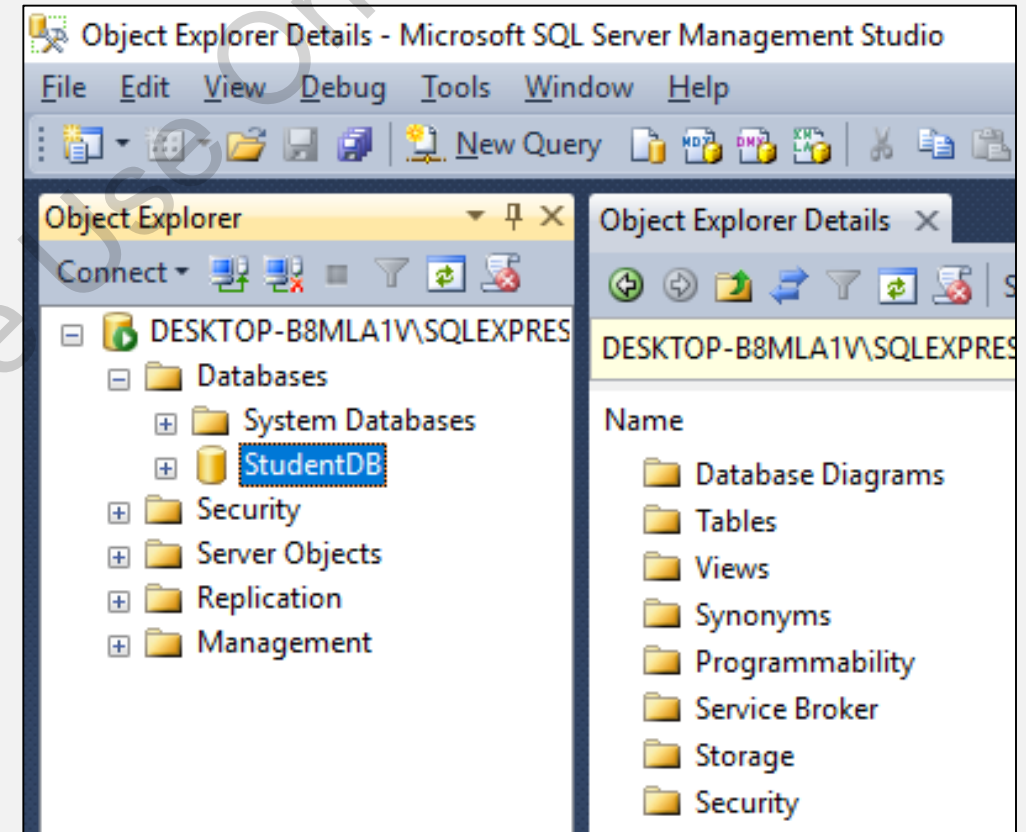 Object Explorer Details - Microsoft SQL Server Management Studio
File Edit View Debug Tools Window Help
New Query
Object Explorer
Object Explorer Details
Connect
DESKTOP-B8MLA1V\SQLEXPRES
Databases
System Databases
StudentDB
Security
Server Objects
Replication
Management
DESKTOP-B8MLA1V\SQLEXPRES
Name
Database Diagrams
Tables
Views
Synonyms
Programmability
Service Broker
Storage
Security
Use